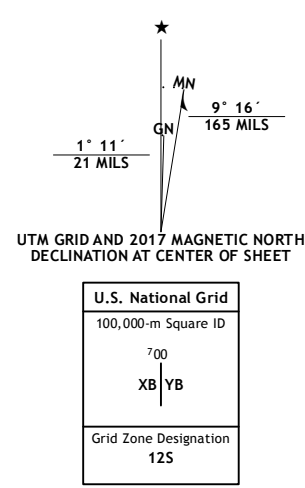 ★
MN
GN
9° 16´
165 MILS
1° 11´
21 MILS
UTM GRID AND 2017 MAGNETIC NORTH
DECLINATION AT CENTER OF SHEET
U.S. National Grid
100,000-m Square ID
700
XB YB
Grid Zone Designation
12S